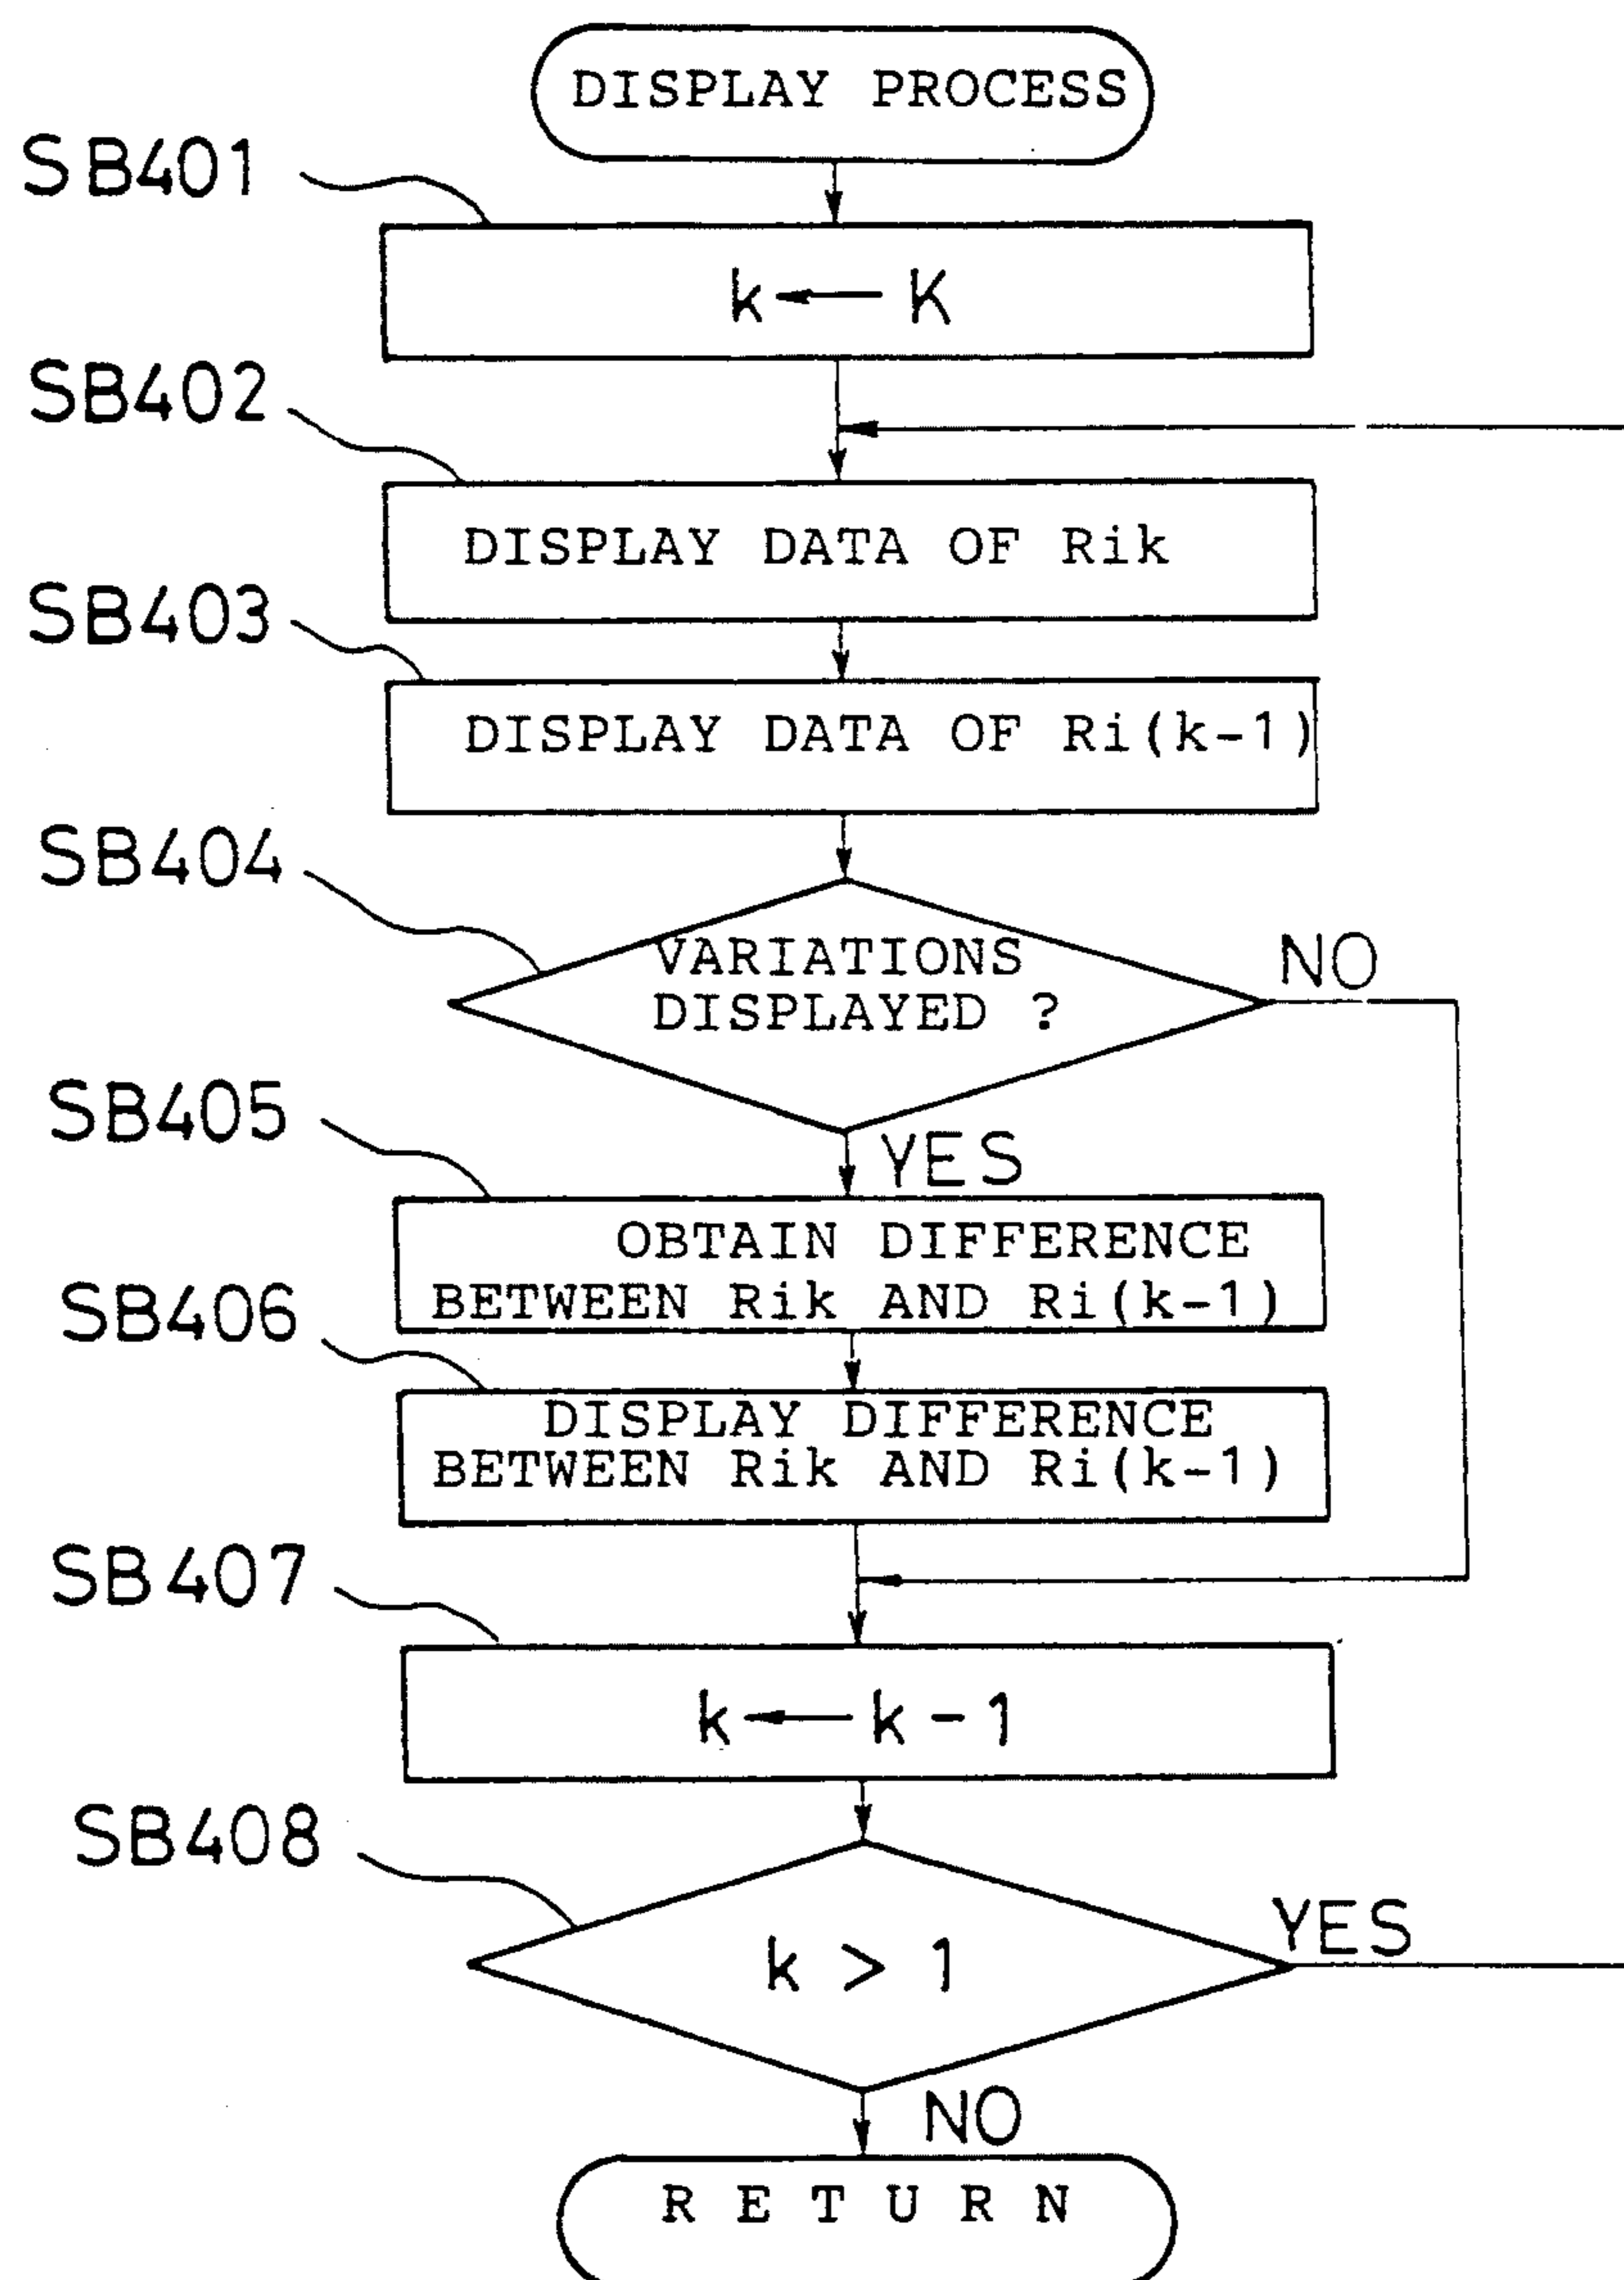 DISPLAY PROCESS
SB401
k ← K
SB402
DISPLAY DATA OF Rik
SB403
DISPLAY DATA OF Ri(k-1)
SB404
VARIATIONS
DISPLAYED ?
NO
YES
SB405
OBTAIN DIFFERENCE
BETWEEN Rik AND Ri(k-1)
SB406
DISPLAY DIFFERENCE
BETWEEN Rik AND Ri(k-1)
SB407
k ← k - 1
SB408
k > 1
YES
NO
RETURN